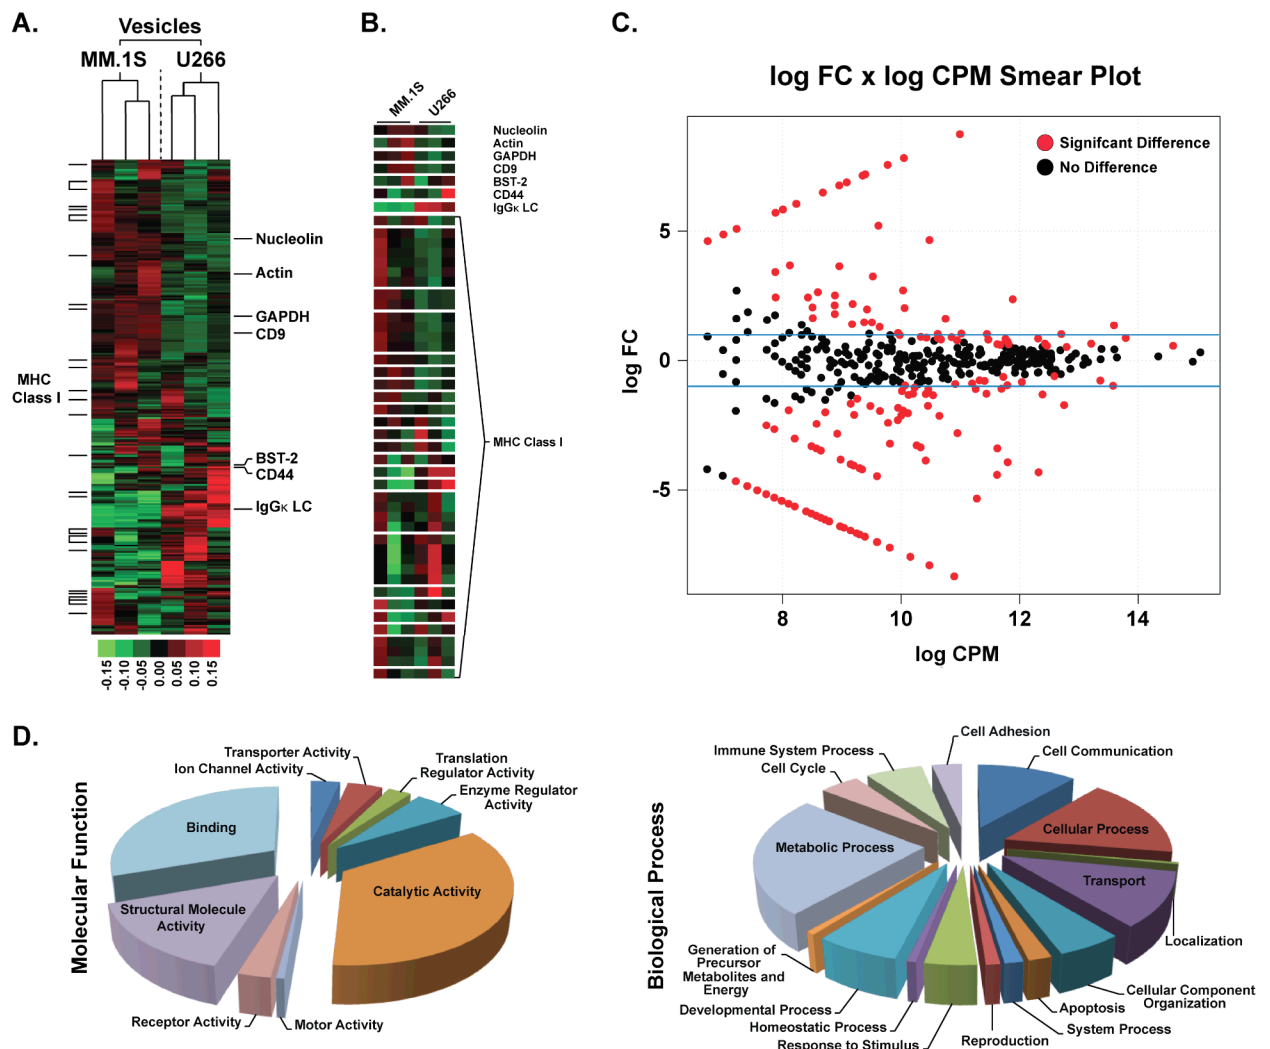 A.
Vesicles
MM.1S
U266
Nucleolin
Actin
GAPDH
CD9
MHC
Class I
BST-2
CD44
IgGκ LC
-0.15
-0.10
-0.05
0.00
0.05
0.10
0.15
B.
MM.1S
U266
Nucleolin
Actin
GAPDH
CD9
BST-2
CD44
IgGκ LC
MHC Class I
C.
log FC x log CPM Smear Plot
Signifcant Difference
No Difference
5
0
-5
log FC
8
10
12
14
log CPM
D.
Molecular Function
Transporter Activity
Ion Channel Activity
Translation
Regulator Activity
Enzyme Regulator
Activity
Binding
Catalytic Activity
Structural Molecule
Activity
Receptor Activity
Motor Activity
Biological Process
Cell Adhesion
Immune System Process
Cell Communication
Cell Cycle
Cellular Process
Metabolic Process
Transport
Localization
Generation of
Precursor
Metabolites and
Energy
Cellular Component
Organization
Developmental Process
Apoptosis
Homeostatic Process
System Process
Response to Stimulus
Reproduction